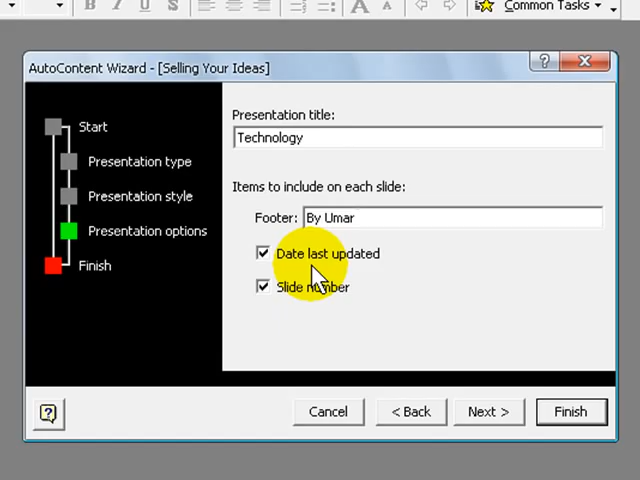 B I U S A A Common Tasks
AutoContent Wizard - [Selling Your Ideas]
?
Start
Presentation type
Presentation style
Presentation options
Finish
Presentation title:
Technology
Items to include on each slide:
Footer: By Umar
Date last updated
Slide number
?
Cancel
< Back
Next >
Finish